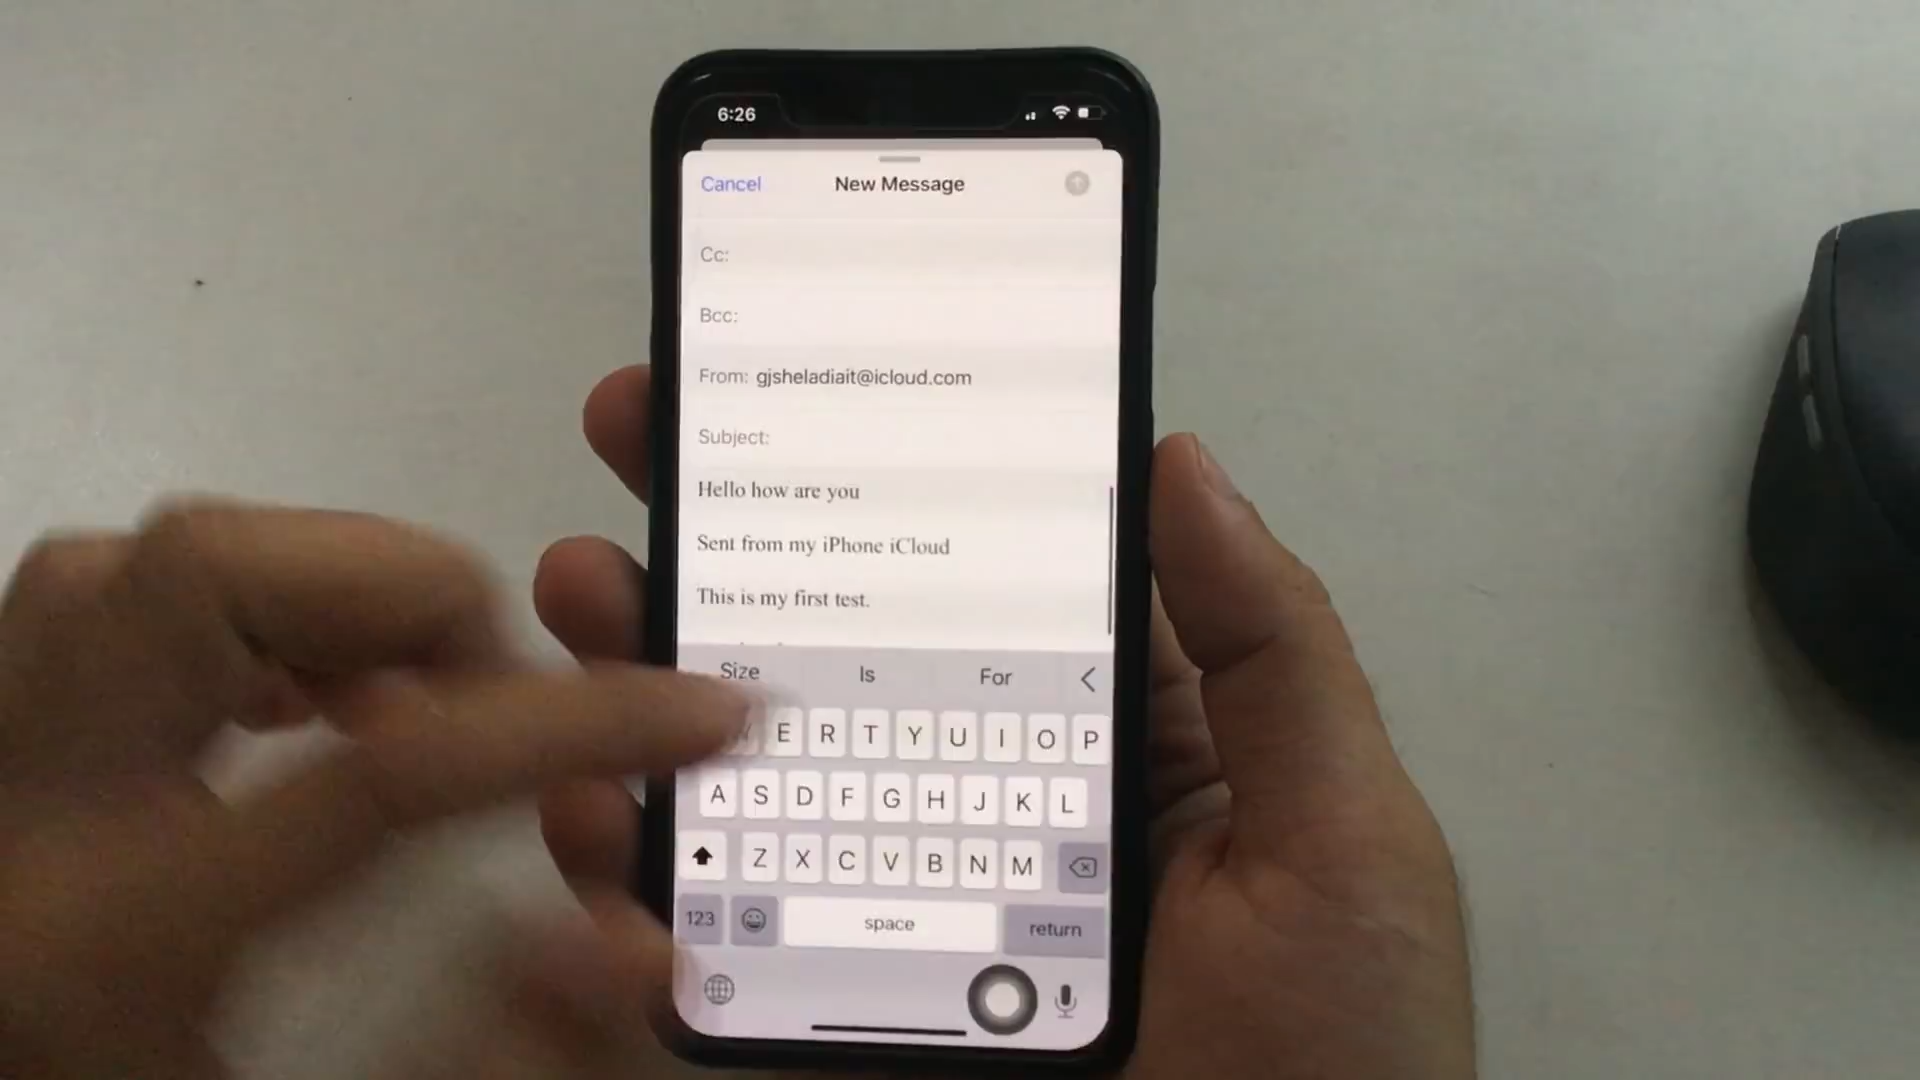 6:26
Cancel New Message
Cc:
Bcc:
From: gjsheladiait@icloud.com
Subject:
Hello how are you
Sent from my iPhone iCloud
This is my first test.
Size Is For
E R T Y U I O P
A S D F G H J K L
Z X C V B N M
123 space return